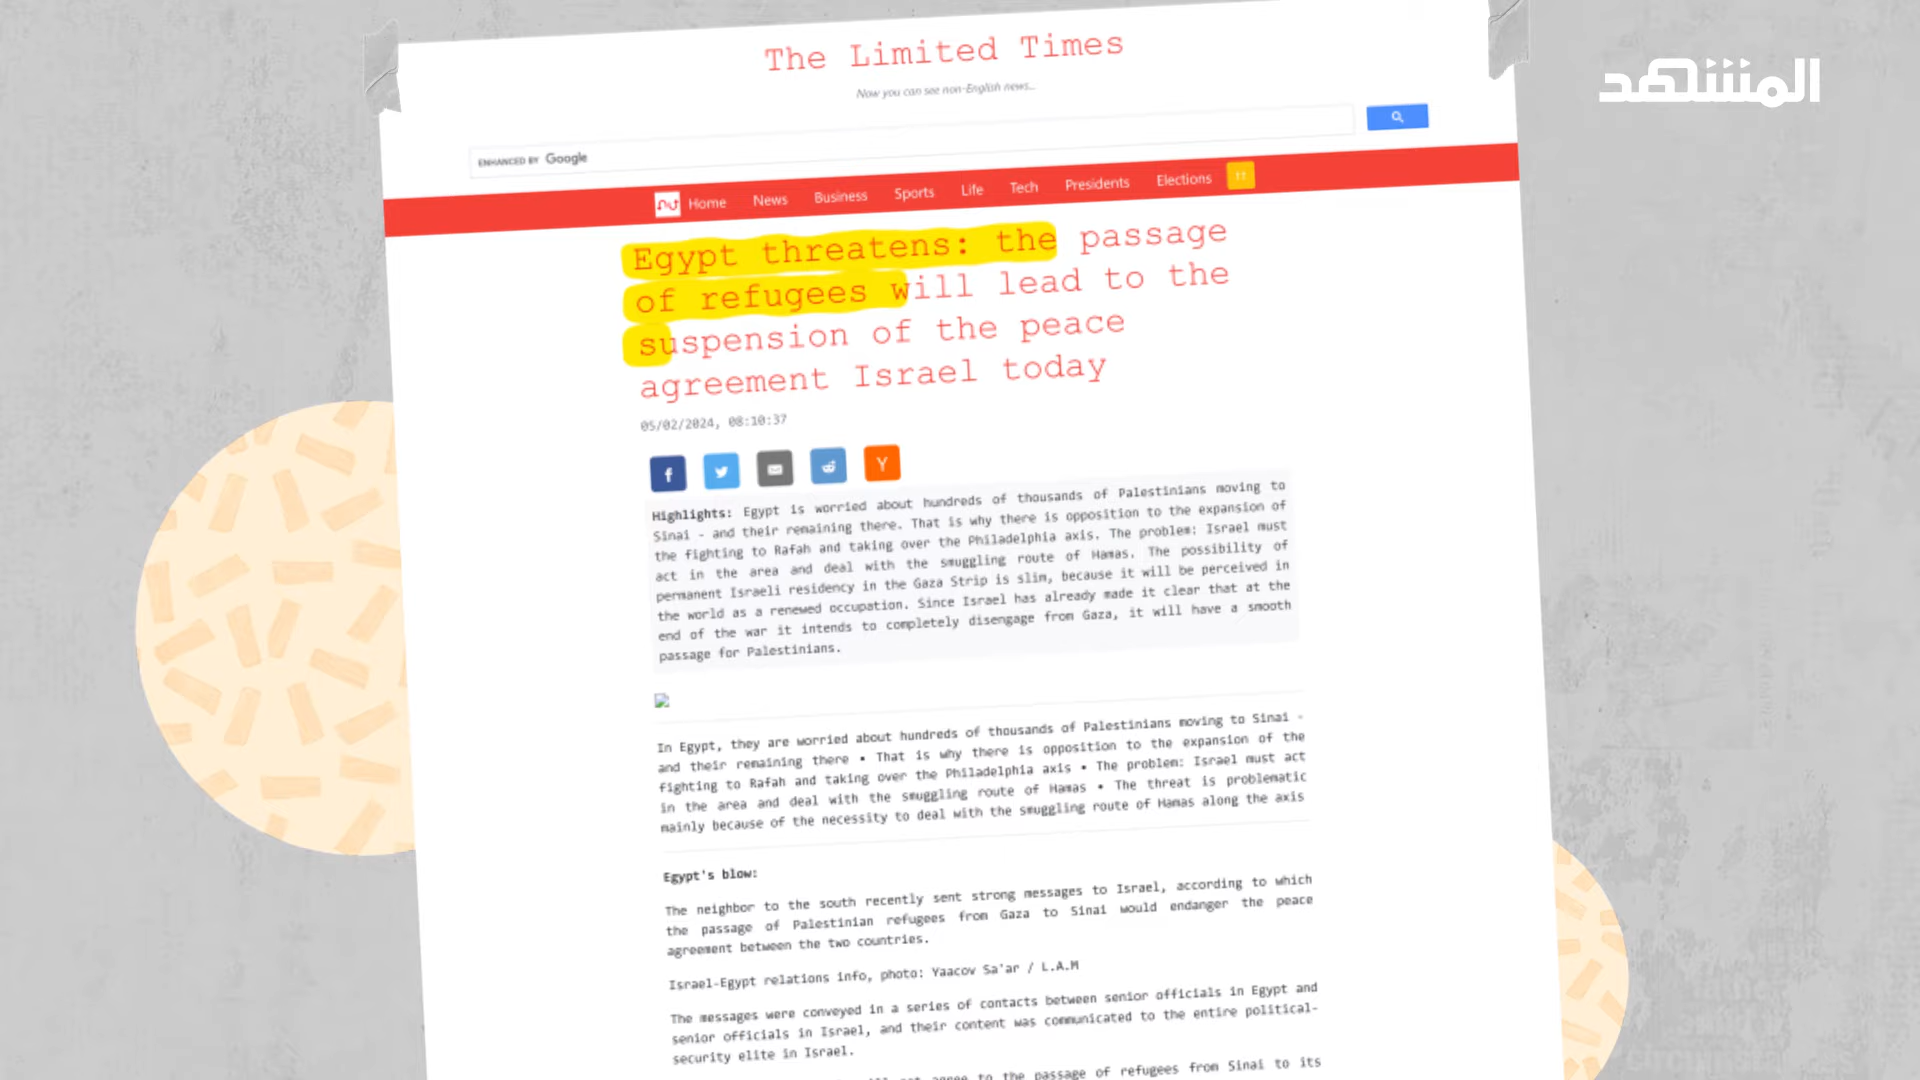 The Limited Times
Now you can see non-English news...
المشهد
ENHANCED BY Google
Home News Business Sports Life Tech Presidents Elections
Egypt threatens: the passage
of refugees will lead to the
suspension of the peace
agreement Israel today
05/02/2024, 08:10:37
Highlights: Egypt is worried about hundreds of thousands of Palestinians moving to
Sinai - and their remaining there. That is why there is opposition to the expansion of
the fighting to Rafah and taking over the Philadelphia axis. The problem: Israel must
act in the area and deal with the smuggling route of Hamas. The possibility of
permanent Israeli residency in the Gaza Strip is slim, because it will be perceived in
the world as a renewed occupation. Since Israel has already made it clear that at the
end of the war it intends to completely disengage from Gaza, it will have a smooth
passage for Palestinians.
In Egypt, they are worried about hundreds of thousands of Palestinians moving to Sinai -
and their remaining there • That is why there is opposition to the expansion of the
fighting to Rafah and taking over the Philadelphia axis • The problem: Israel must act
in the area and deal with the smuggling route of Hamas • The threat is problematic
mainly because of the necessity to deal with the smuggling route of Hamas along the axis
Egypt's blow:
The neighbor to the south recently sent strong messages to Israel, according to which
the passage of Palestinian refugees from Gaza to Sinai would endanger the peace
agreement between the two countries.
Israel-Egypt relations info, photo: Yaacov Sa'ar / L.A.M
The messages were conveyed in a series of contacts between senior officials in Egypt and
senior officials in Israel, and their content was communicated to the entire political-
security elite in Israel.
the passage of refugees from Sinai to its